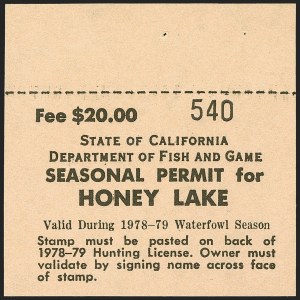 Fee $20.00 540
STATE OF CALIFORNIA
DEPARTMENT OF FISH AND GAME
SEASONAL PERMIT for
HONEY LAKE
Valid During 1978-79 Waterfowl Season
Stamp must be pasted on back of
1978-79 Hunting License. Owner must
validate by signing name across face
of stamp.